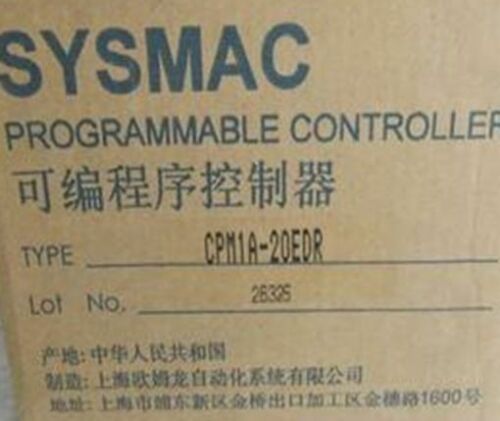 SYSMAC
PROGRAMMABLE CONTROLLER
可编程序控制器
TYPE CPM1A-20EDR
Lot No. 26325
产地: 中华人民共和国
制造: 上海欧姆龙自动化系统有限公司
地址: 上海市浦东新区金桥出口加工区金穗路1600号